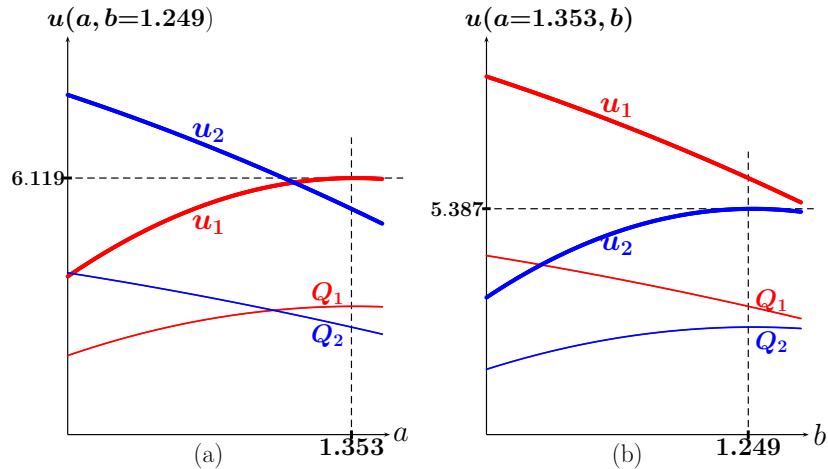 u(a, b=1.249)
u₂
6.119
u₁
Q₁
Q₂
1.353
a
(a)
u(a=1.353, b)
u₁
5.387
u₂
Q₁
Q₂
1.249
b
(b)